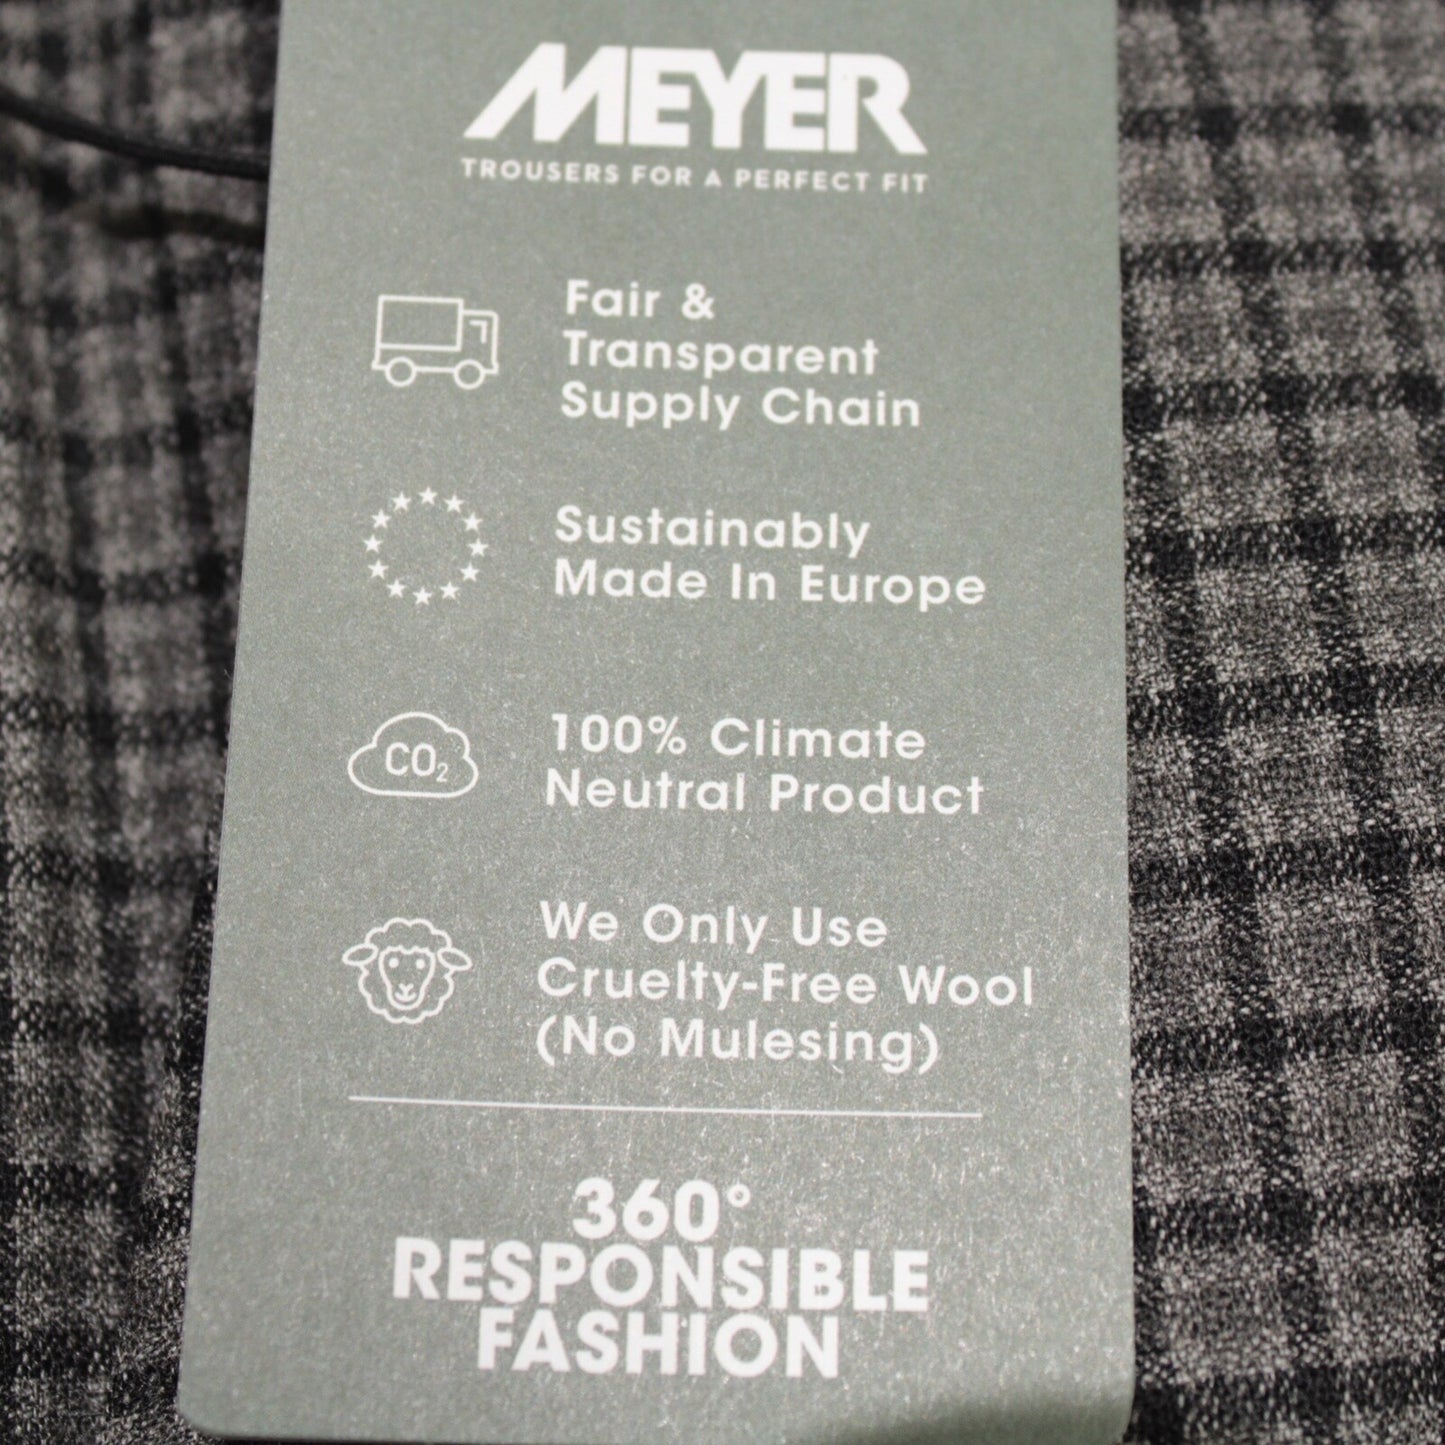 MEYER
TROUSERS FOR A PERFECT FIT
Fair &
Transparent
Supply Chain
Sustainably
Made In Europe
CO₂
100% Climate
Neutral Product
We Only Use
Cruelty-Free Wool
(No Mulesing)
360°
RESPONSIBLE
FASHION